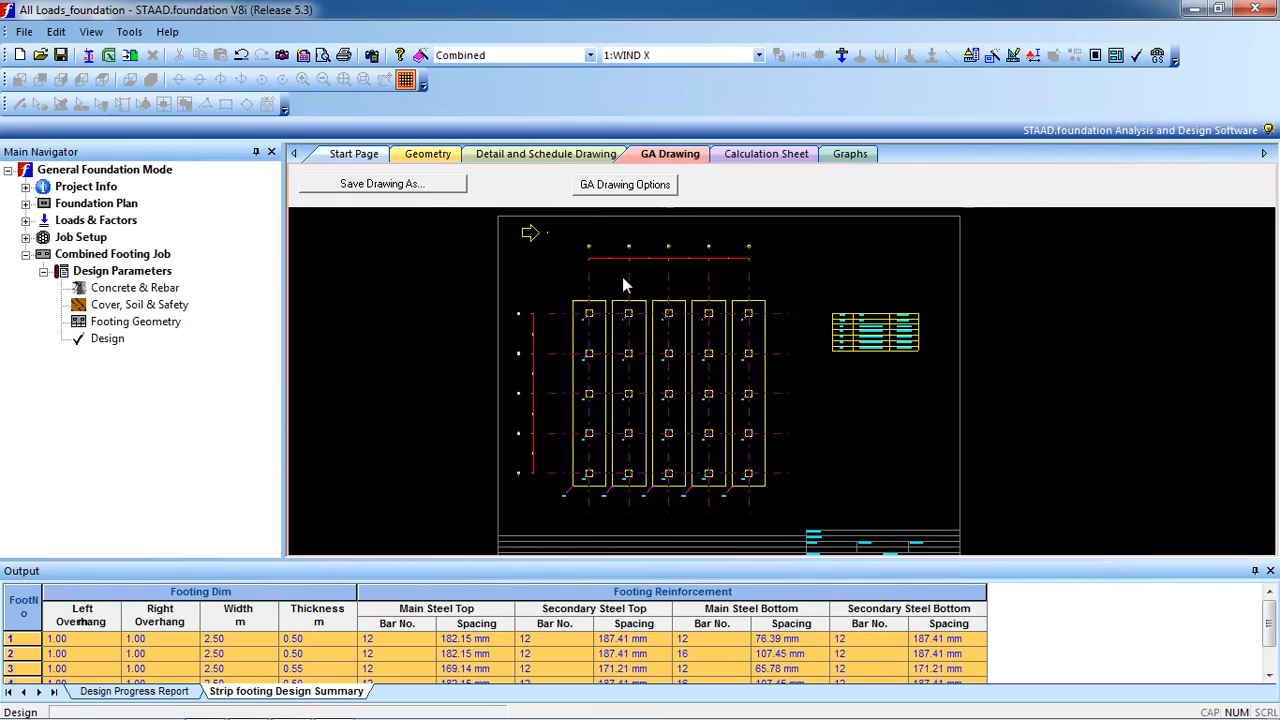 All Loads_foundation - STAAD.foundation V8i (Release 5.3)
File Edit View Tools Help
Combined 1:WIND X
STAAD.foundation Analysis and Design Software
Main Navigator
Start Page Geometry Detail and Schedule Drawing GA Drawing Calculation Sheet Graphs
General Foundation Mode
Project Info
Foundation Plan
Loads & Factors
Job Setup
Combined Footing Job
Design Parameters
Concrete & Rebar
Cover, Soil & Safety
Footing Geometry
Design
Save Drawing As... GA Drawing Options
Output
FootN o Footing Dim Footing Reinforcement
Left Overhang m Right Overhang Width m Thickness m Main Steel Top Secondary Steel Top Main Steel Bottom Secondary Steel Bottom
Bar No. Spacing Bar No. Spacing Bar No. Spacing Bar No. Spacing
1 1.00 1.00 2.50 0.50 12 182.15 mm 12 187.41 mm 12 76.39 mm 12 187.41 mm
2 1.00 1.00 2.50 0.50 12 182.15 mm 12 187.41 mm 16 107.45 mm 12 187.41 mm
3 1.00 1.00 2.50 0.55 12 169.14 mm 12 171.21 mm 12 65.78 mm 12 171.21 mm
Design Progress Report Strip footing Design Summary
Design CAP NUM SCRL